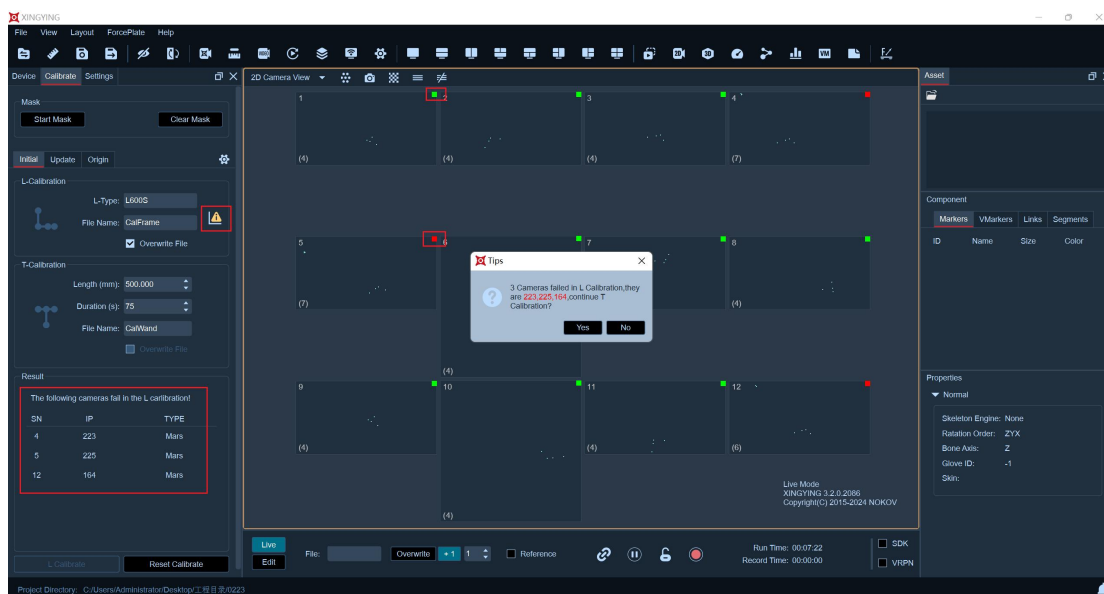 XINGYING
File View Layout ForcePlate Help
Device Calibrate Settings
2D Camera View
Asset
Mask
Start Mask Clear Mask
Initial Update Origin
L-Calibration
L-Type: L600S
File Name: CalFrame
Overwrite File
T-Calibration
Length (mm): 500.000
Duration (s): 75
File Name: CalWand
Overwrite File
Result
The following cameras fail in the L carlibration!
SN IP TYPE
4 223 Mars
5 225 Mars
12 164 Mars
L Calibrate Reset Calibrate
1 2 3 4
(4) (4) (4) (7)
5 6 7 8
(7) (4) (4)
9 10 11 12
(4) (4) (4) (6)
Tips
3 Cameras failed in L Calibration,they
are 223,225,164,continue T
Calibration?
Yes No
Live Mode
XINGYING 3.2.0.2086
Copyright(C) 2015-2024 NOKOV
Live
Edit
File: Overwrite + 1 1 Reference
Run Time: 00:07:22
Record Time: 00:00:00
SDK
VRPN
Component
Markers VMarkers Links Segments
ID Name Size Color
Properties
Normal
Skeleton Engine: None
Ratation Order: ZYX
Bone Axis: Z
Glove ID: -1
Skin:
Project Directory: C:/Users/Administrator/Desktop/工程目录/0223